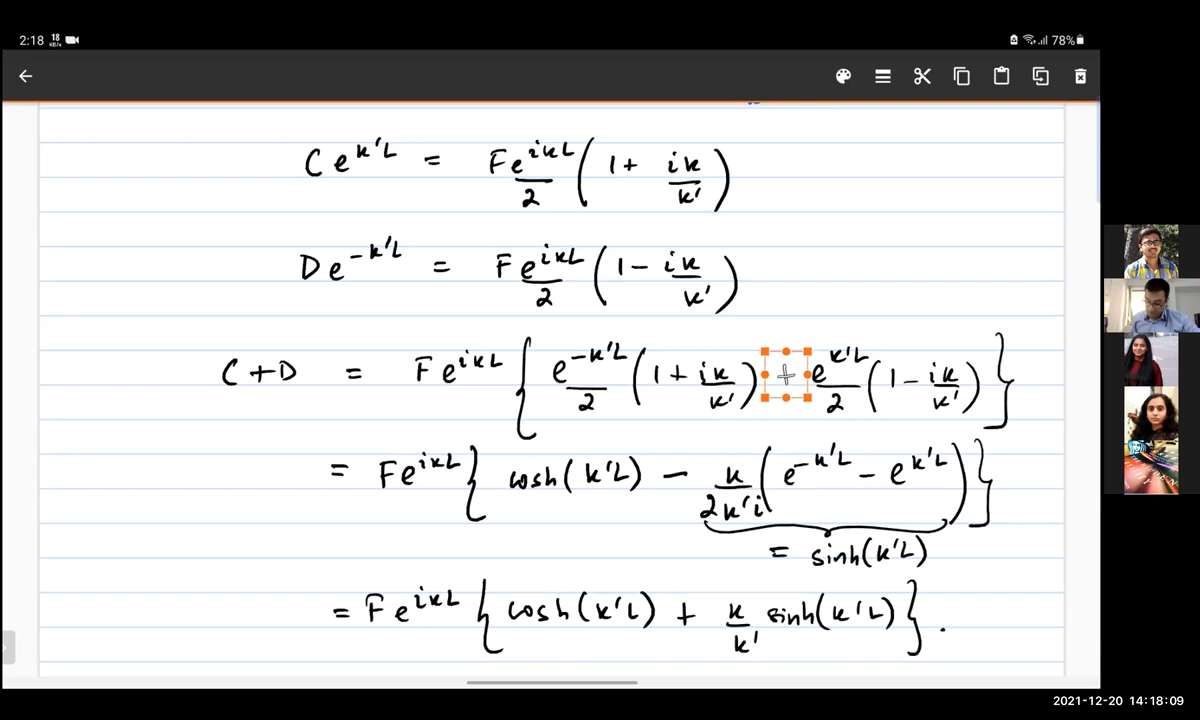 2:18 18 KB/s 78%
C e^{k'L} = F e^{ikL}/2 (1 + ik/k')
D e^{-k'L} = F e^{ikL}/2 (1 - ik/k')
C + D = F e^{ikL} { e^{-k'L}/2 (1 + ik/k') + e^{k'L}/2 (1 - ik/k') }
= F e^{ikL} { cosh(k'L) - k/2k'i (e^{-k'L} - e^{k'L}) }
= sinh(k'L)
= F e^{ikL} { cosh(k'L) + k/k' sinh(k'L) }.
2021-12-20 14:18:09